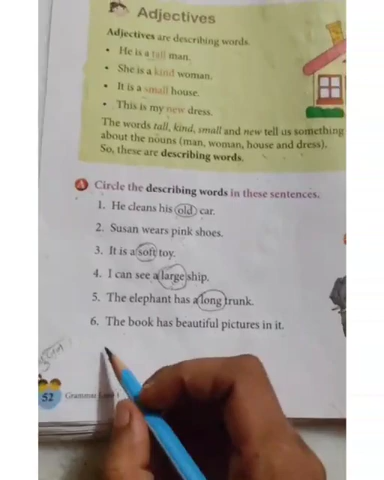 Adjectives
Adjectives are describing words.
• He is a tall man.
• She is a kind woman.
• It is a small house.
• This is my new dress.
The words tall, kind, small and new tell us something
about the nouns (man, woman, house and dress).
So, these are describing words.
A Circle the describing words in these sentences.
1. He cleans his old car.
2. Susan wears pink shoes.
3. It is a soft toy.
4. I can see a large ship.
5. The elephant has a long trunk.
6. The book has beautiful pictures in it.
52 Grammar